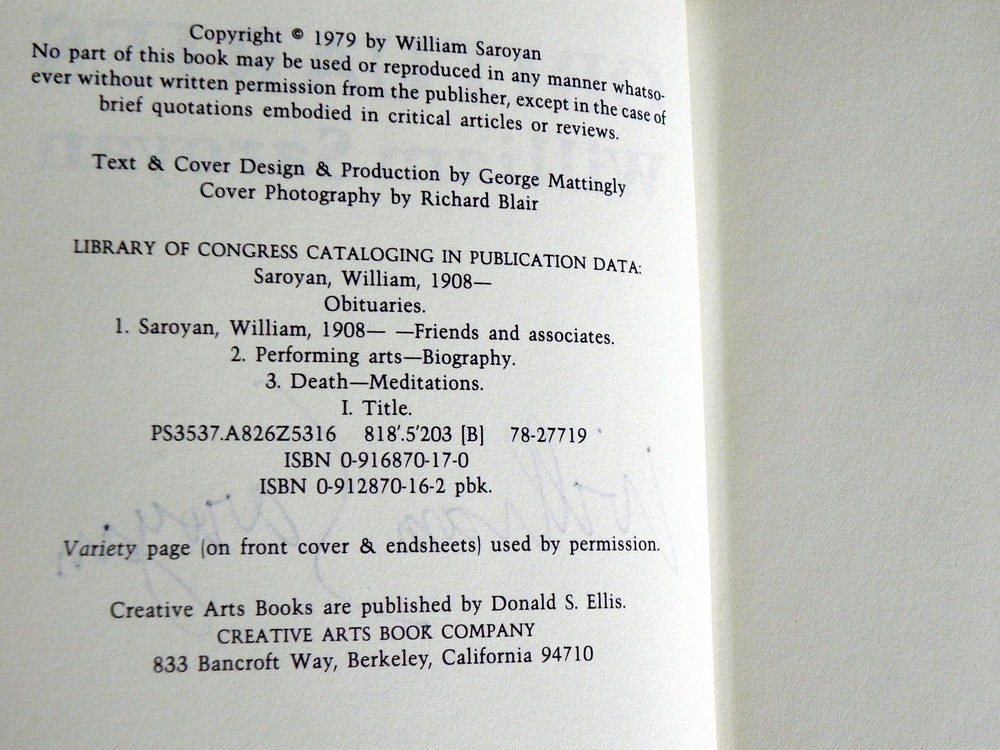 Copyright © 1979 by William Saroyan
No part of this book may be used or reproduced in any manner whatso-
ever without written permission from the publisher, except in the case of
brief quotations embodied in critical articles or reviews.
Text & Cover Design & Production by George Mattingly
Cover Photography by Richard Blair
LIBRARY OF CONGRESS CATALOGING IN PUBLICATION DATA:
Saroyan, William, 1908—
Obituaries.
1. Saroyan, William, 1908— —Friends and associates.
2. Performing arts—Biography.
3. Death—Meditations.
I. Title.
PS3537.A826Z5316 818′.5′203 [B] 78-27719
ISBN 0-916870-17-0
ISBN 0-912870-16-2 pbk.
Variety page (on front cover & endsheets) used by permission.
Creative Arts Books are published by Donald S. Ellis.
CREATIVE ARTS BOOK COMPANY
833 Bancroft Way, Berkeley, California 94710